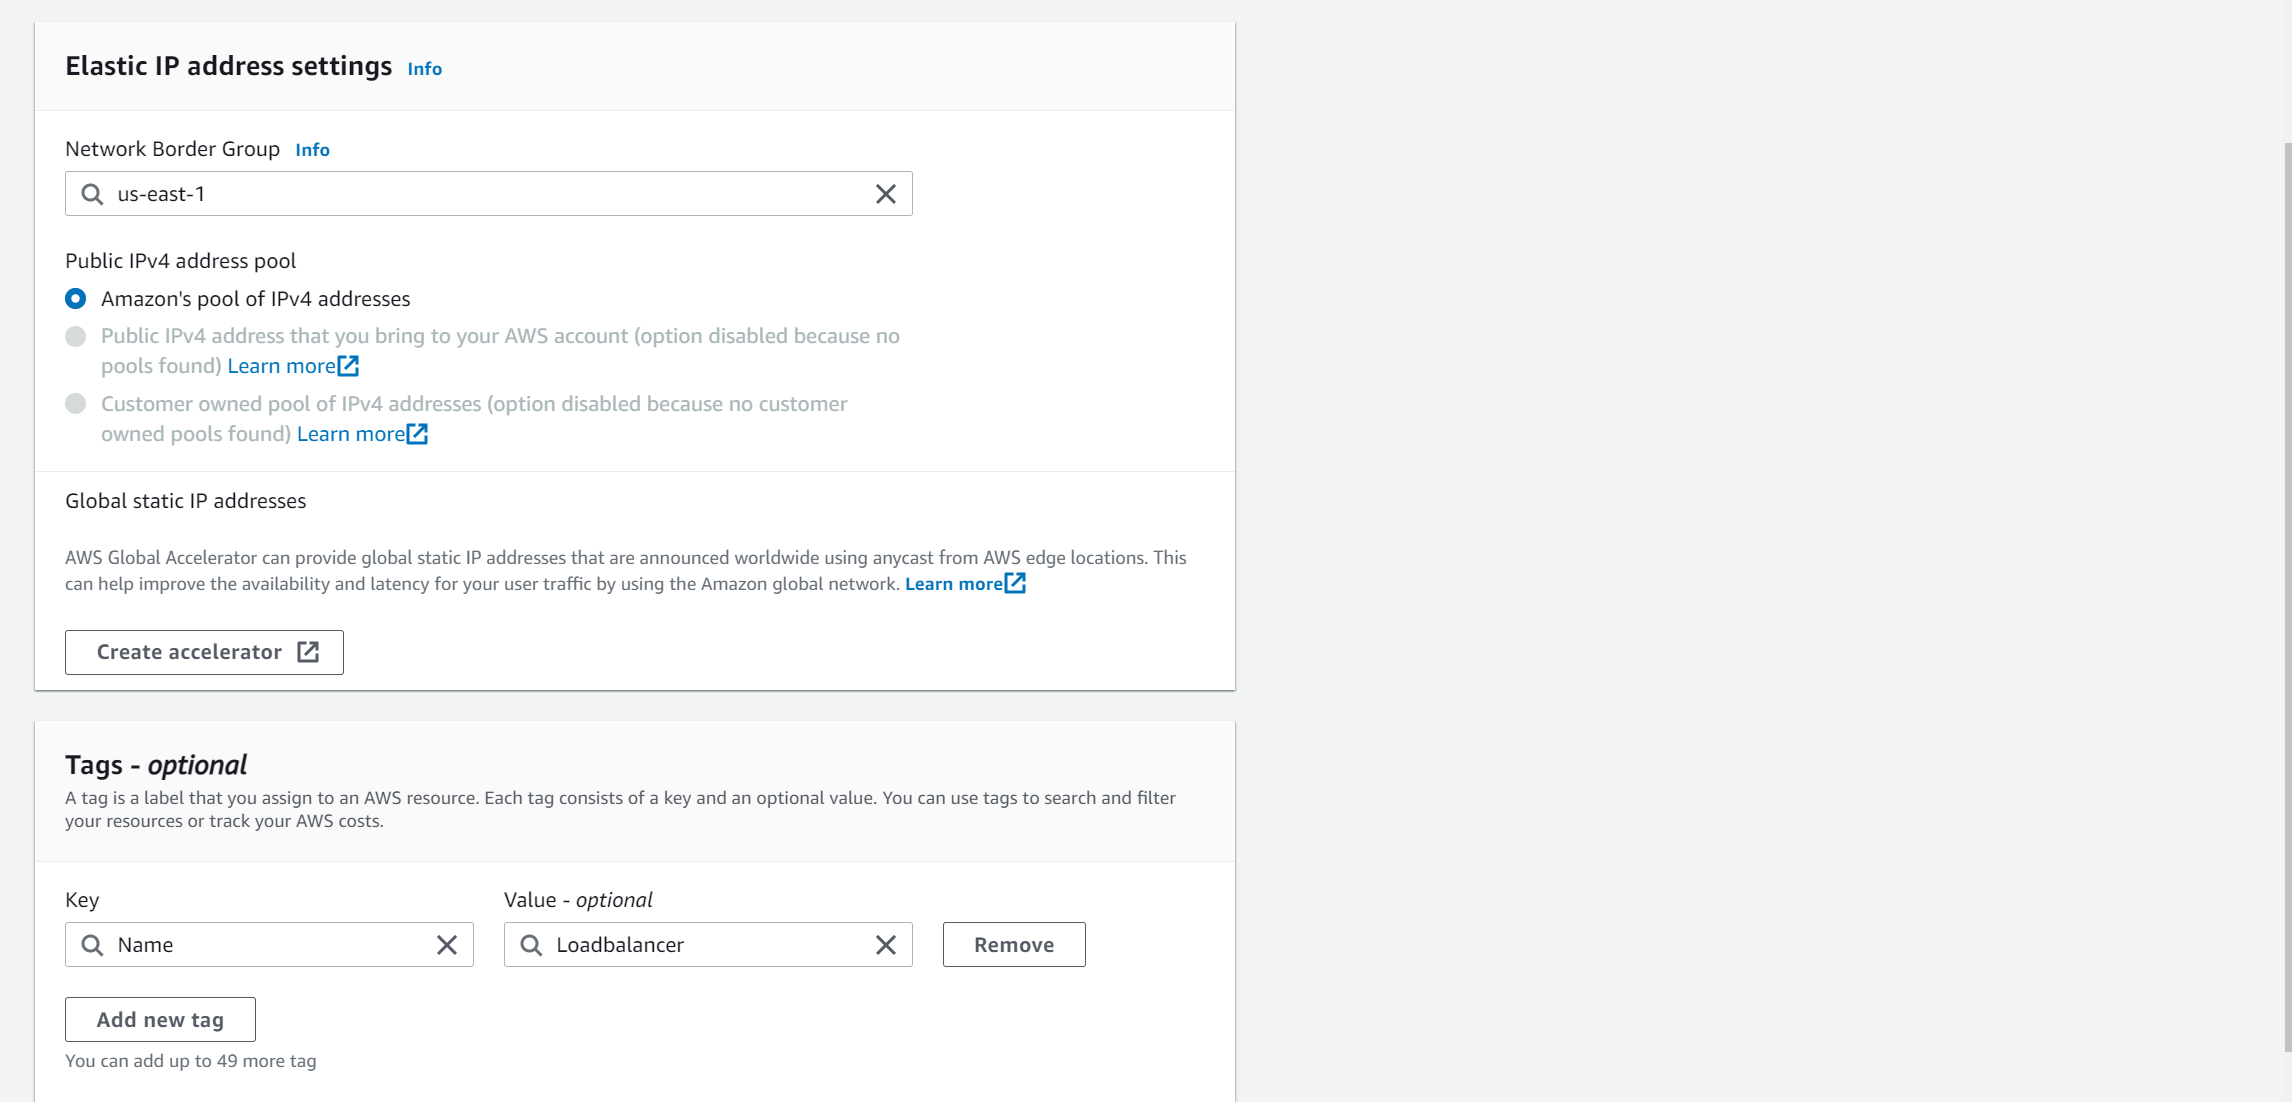 Elastic IP address settings Info
Network Border Group Info
us-east-1
Public IPv4 address pool
Amazon's pool of IPv4 addresses
Public IPv4 address that you bring to your AWS account (option disabled because no
pools found) Learn more
Customer owned pool of IPv4 addresses (option disabled because no customer
owned pools found) Learn more
Global static IP addresses
AWS Global Accelerator can provide global static IP addresses that are announced worldwide using anycast from AWS edge locations. This
can help improve the availability and latency for your user traffic by using the Amazon global network. Learn more
Create accelerator
Tags - optional
A tag is a label that you assign to an AWS resource. Each tag consists of a key and an optional value. You can use tags to search and filter
your resources or track your AWS costs.
Key Value - optional
Name Loadbalancer Remove
Add new tag
You can add up to 49 more tag